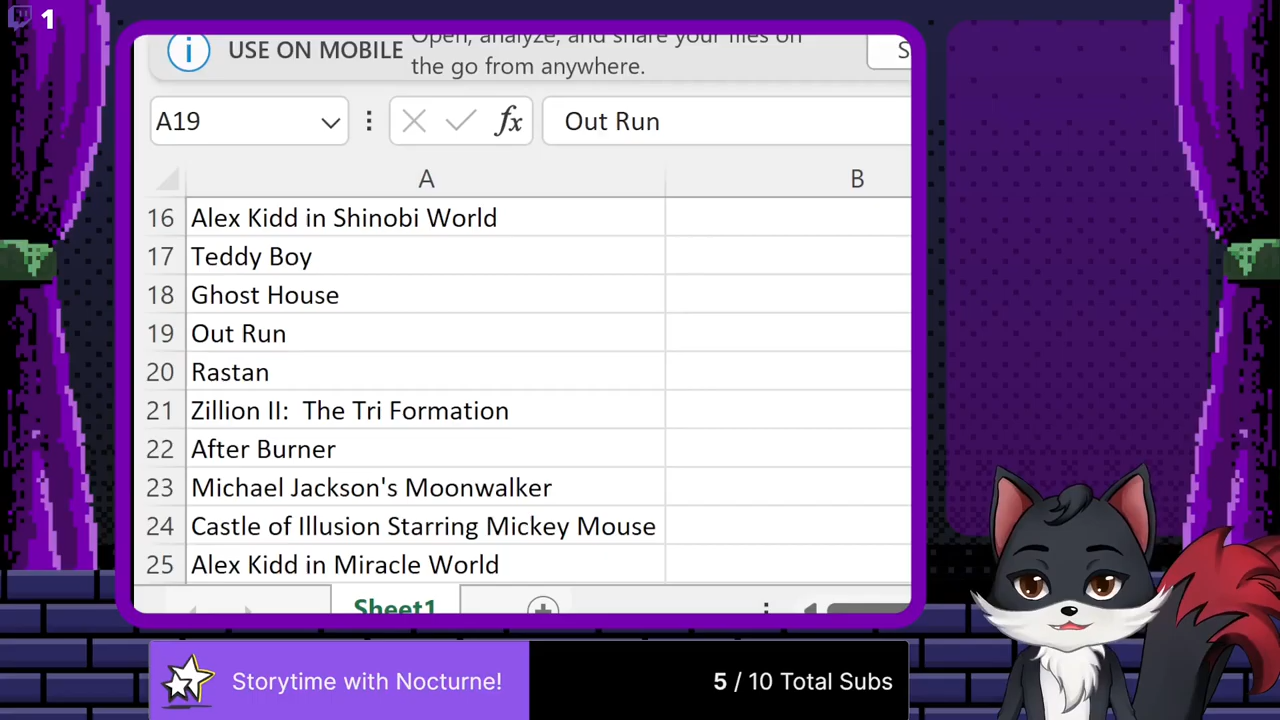 1
Open, analyze, and share your files on
USE ON MOBILE
the go from anywhere.
S
A19
fx
Out Run
A
B
16 Alex Kidd in Shinobi World
17 Teddy Boy
18 Ghost House
19 Out Run
20 Rastan
21 Zillion II:  The Tri Formation
22 After Burner
23 Michael Jackson's Moonwalker
24 Castle of Illusion Starring Mickey Mouse
25 Alex Kidd in Miracle World
Sheet1
Storytime with Nocturne!
5 / 10 Total Subs